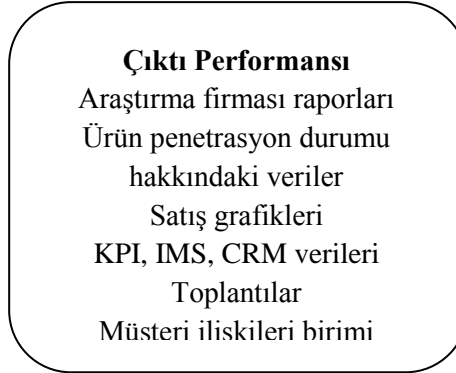 Çıktı Performansı
Araştırma firması raporları
Ürün penetrasyon durumu
hakkındaki veriler
Satış grafikleri
KPI, IMS, CRM verileri
Toplantılar
Müşteri ilişkileri birimi